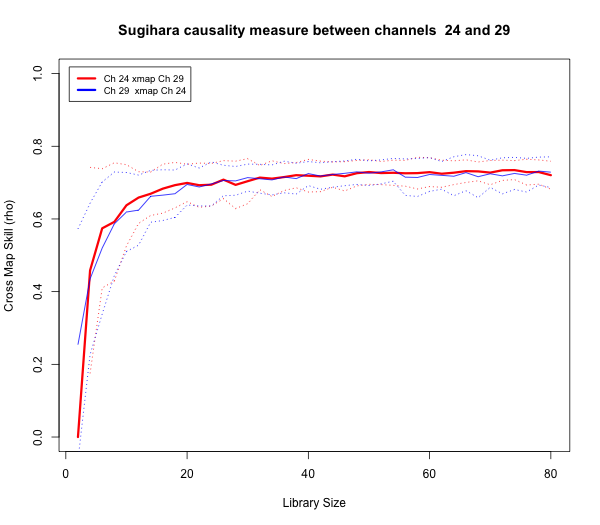 Sugihara causality measure between channels  24 and 29
Ch 24 xmap Ch 29
Ch 29  xmap Ch 24
1.0
0.8
0.6
0.4
0.2
0.0
Cross Map Skill (rho)
0
20
40
60
80
Library Size